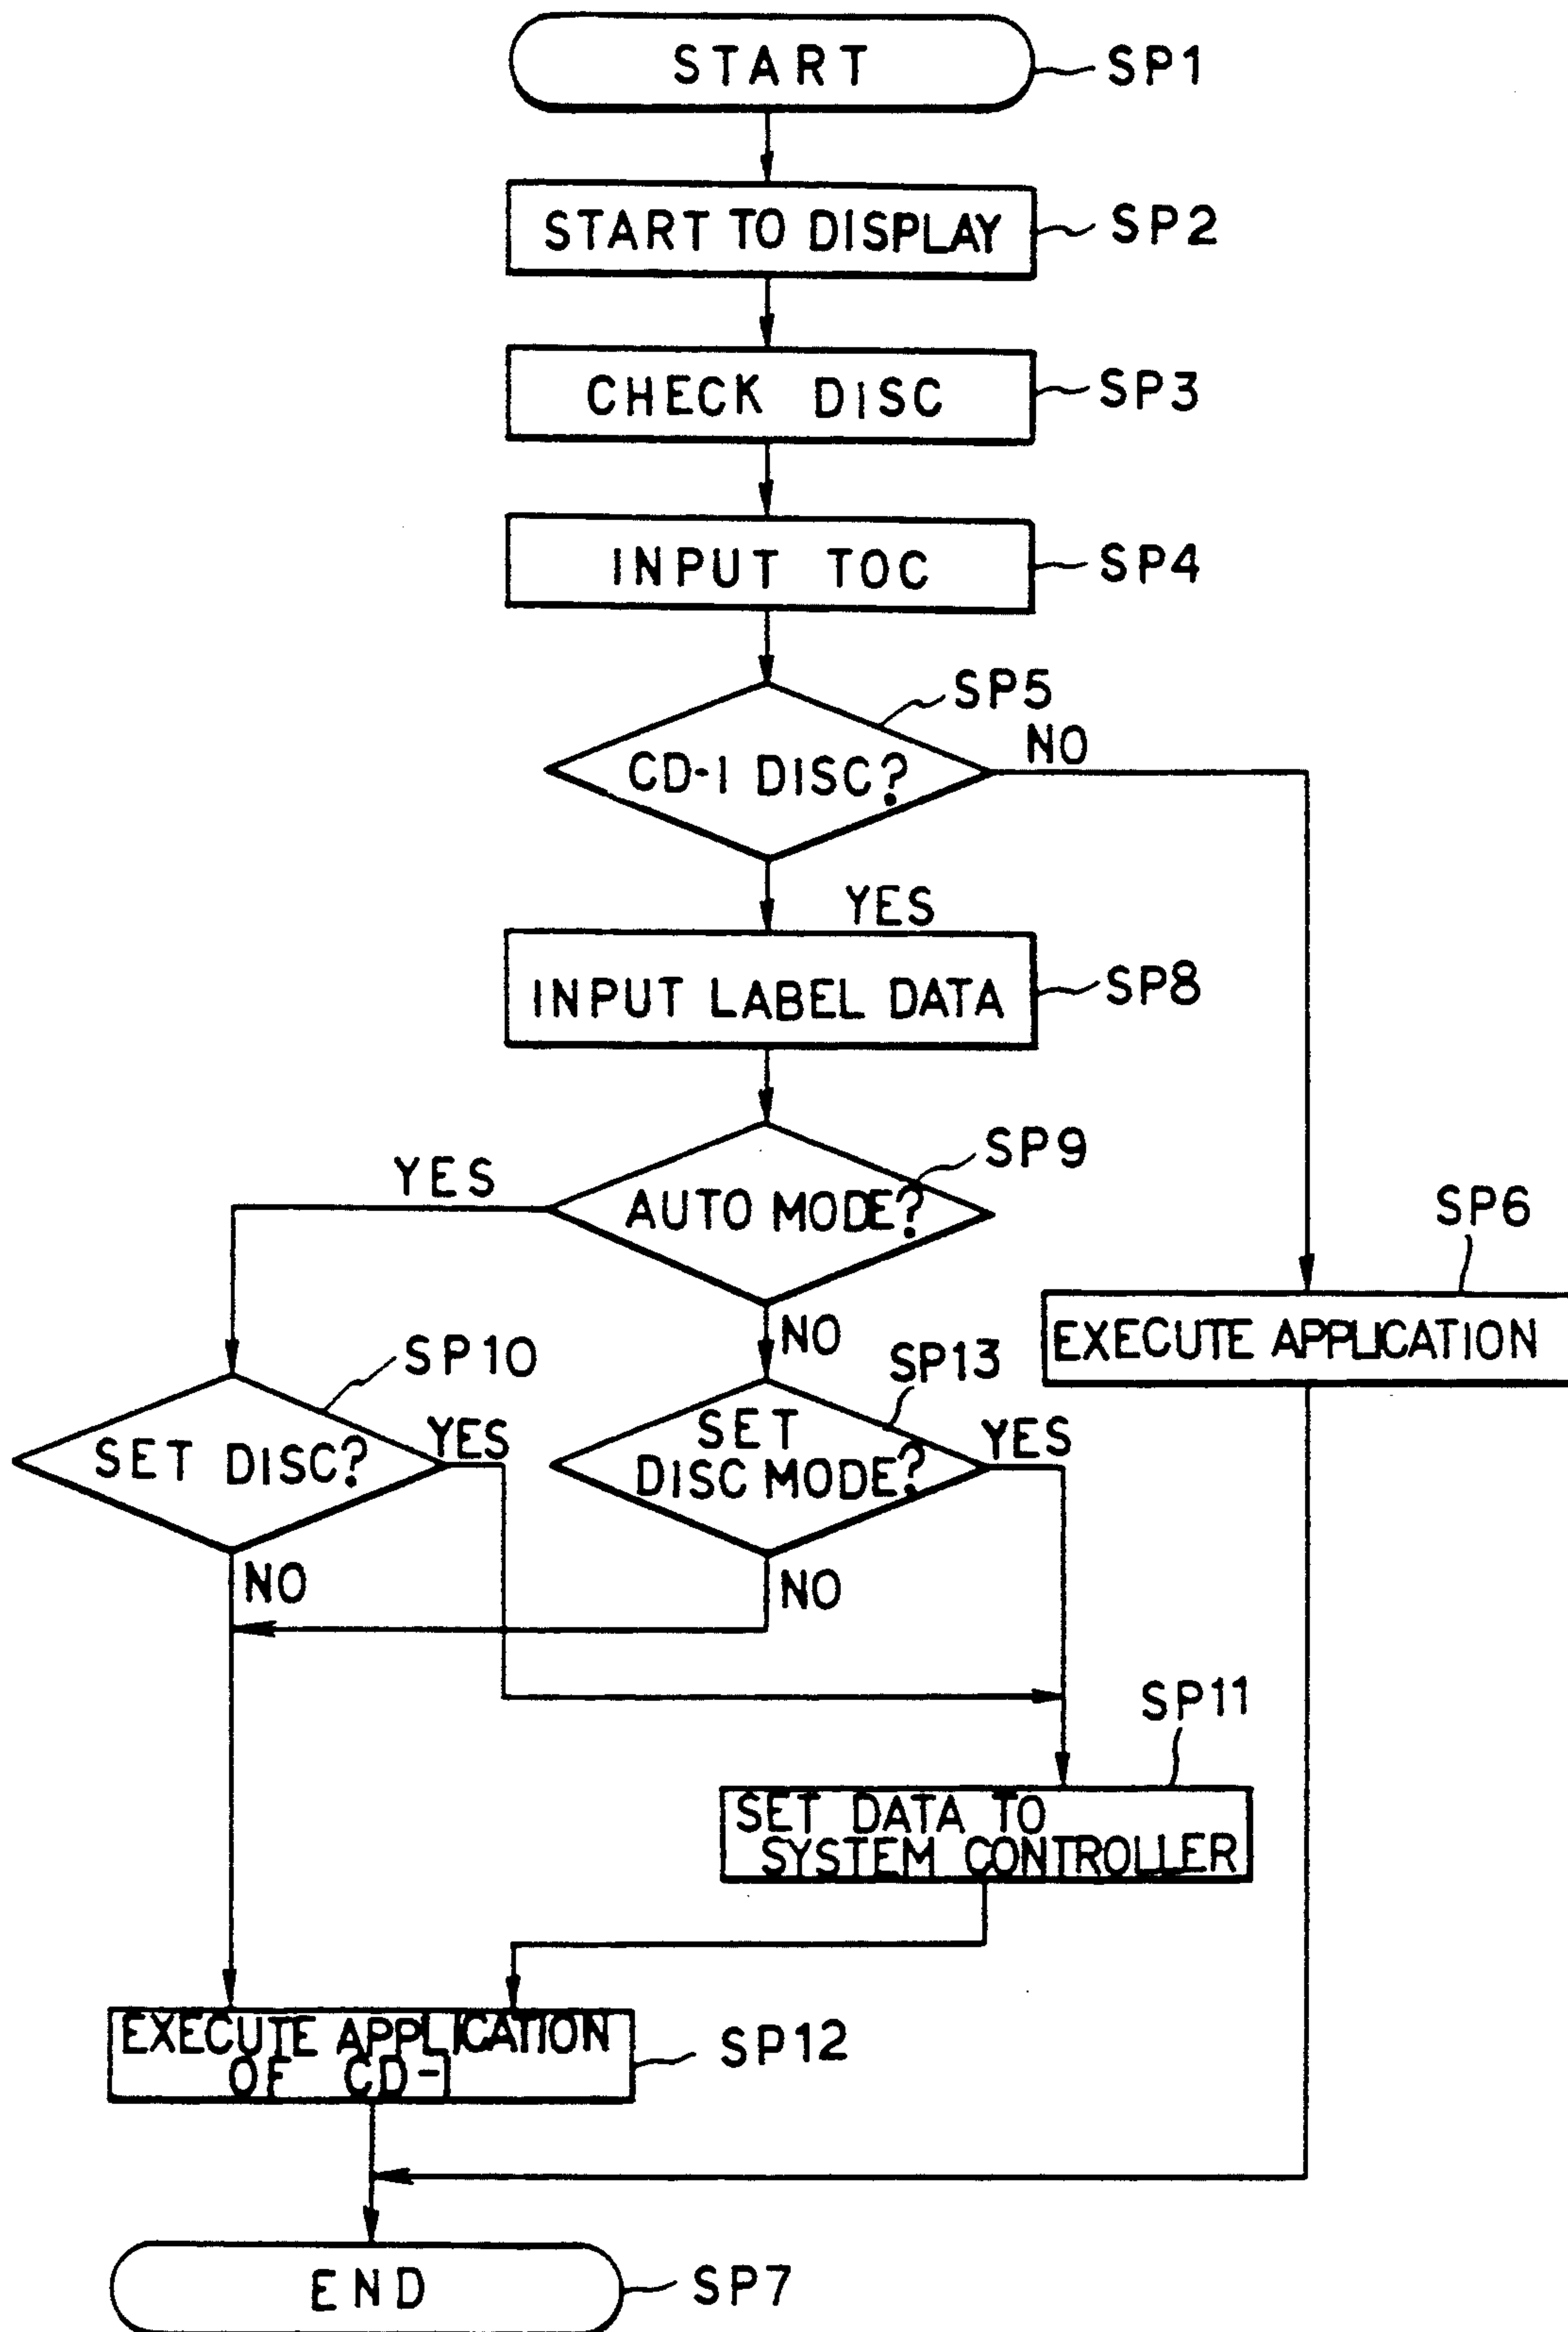 START
SP1
START TO DISPLAY
SP2
CHECK DISC
SP3
INPUT TOC
SP4
SP5
CD-I DISC?
NO
YES
INPUT LABEL DATA
SP8
SP9
YES
AUTO MODE?
SP6
NO
EXECUTE APPLICATION
SP10
SP13
SET DISC?
YES
SET
DISC MODE?
YES
NO
NO
SP11
SET DATA TO
SYSTEM CONTROLLER
EXECUTE APPLICATION
OF CD-I
SP12
END
SP7